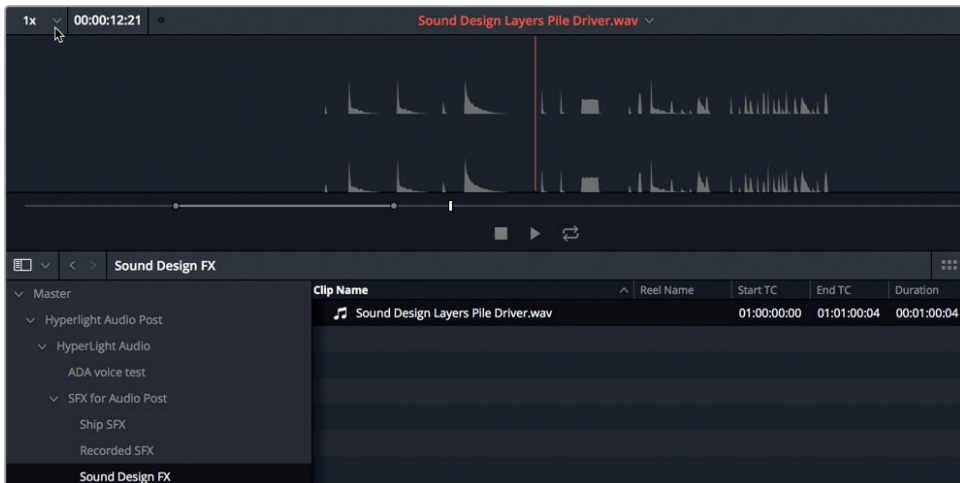 1x 00:00:12:21 Sound Design Layers Pile Driver.wav
Sound Design FX
Master
Hyperlight Audio Post
HyperLight Audio
ADA voice test
SFX for Audio Post
Ship SFX
Recorded SFX
Sound Design FX
Clip Name Reel Name Start TC End TC Duration
Sound Design Layers Pile Driver.wav 01:00:00:00 01:01:00:04 00:01:00:04